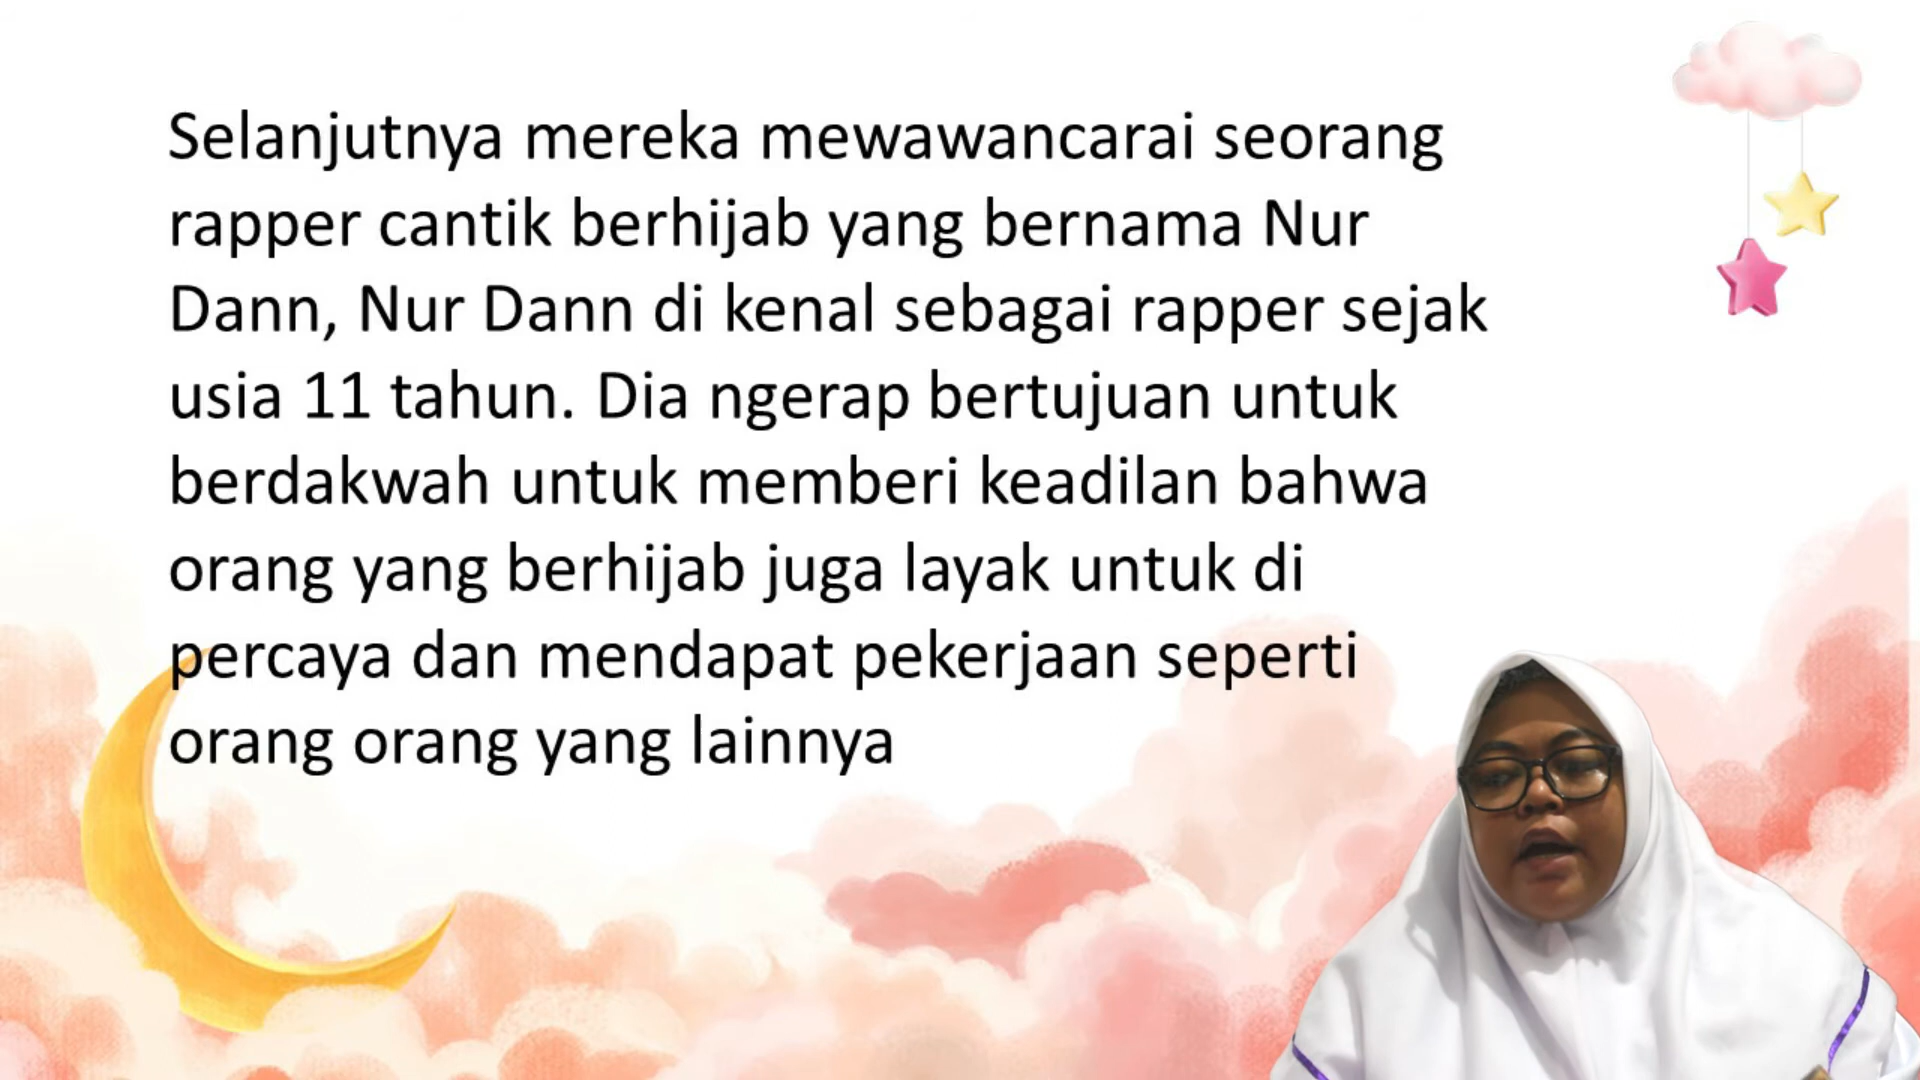 Selanjutnya mereka mewawancarai seorang
rapper cantik berhijab yang bernama Nur
Dann, Nur Dann di kenal sebagai rapper sejak
usia 11 tahun. Dia ngerap bertujuan untuk
berdakwah untuk memberi keadilan bahwa
orang yang berhijab juga layak untuk di
percaya dan mendapat pekerjaan seperti
orang orang yang lainnya